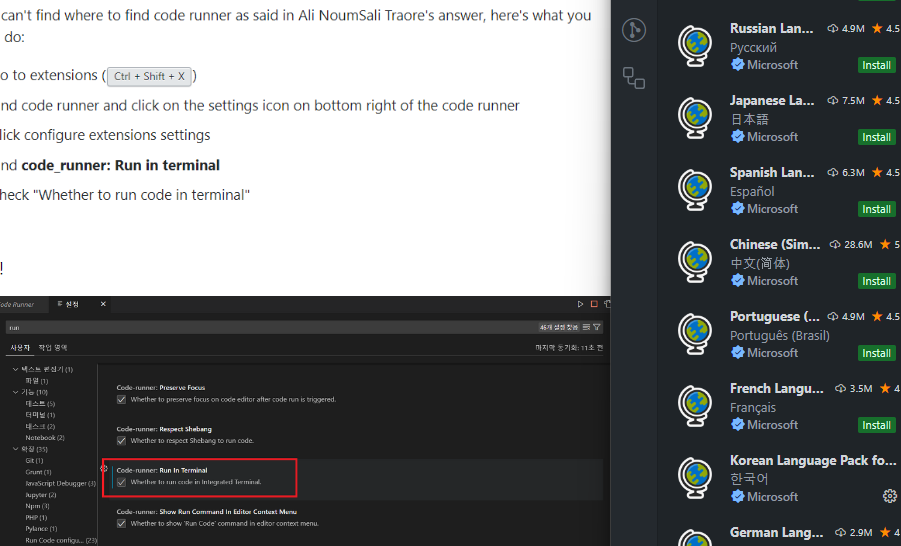 can't find where to find code runner as said in Ali NoumSali Traore's answer, here's what you
do:
o to extensions ( Ctrl + Shift + X )
nd code runner and click on the settings icon on bottom right of the code runner
lick configure extensions settings
nd code_runner: Run in terminal
heck "Whether to run code in terminal"
!
ode Runner
설정
run
46개 설정 찾음
사용자 작업 영역
마지막 동기화: 11초 전
텍스트 편집기 (1)
파일 (1)
기능 (10)
테스트 (5)
터미널 (1)
태스크 (2)
Notebook (2)
확장 (35)
Git (1)
Grunt (1)
JavaScript Debugger (3)
Jupyter (2)
Npm (3)
PHP (1)
Pylance (1)
Run Code configu... (23)
Code-runner: Preserve Focus
Whether to preserve focus on code editor after code run is triggered.
Code-runner: Respect Shebang
Whether to respect Shebang to run code.
Code-runner: Run In Terminal
Whether to run code in Integrated Terminal.
Code-runner: Show Run Command In Editor Context Menu
Whether to show 'Run Code' command in editor context menu.
Russian Lan... 4.9M 4.5
Русский
Microsoft Install
Japanese La... 7.5M 4.5
日本語
Microsoft Install
Spanish Lan... 6.3M 4.5
Español
Microsoft Install
Chinese (Sim... 28.6M 5
中文(简体)
Microsoft Install
Portuguese (... 4.9M 4.5
Português (Brasil)
Microsoft Install
French Langu... 3.5M 4
Français
Microsoft Install
Korean Language Pack fo...
한국어
Microsoft
German Lang... 2.9M 4